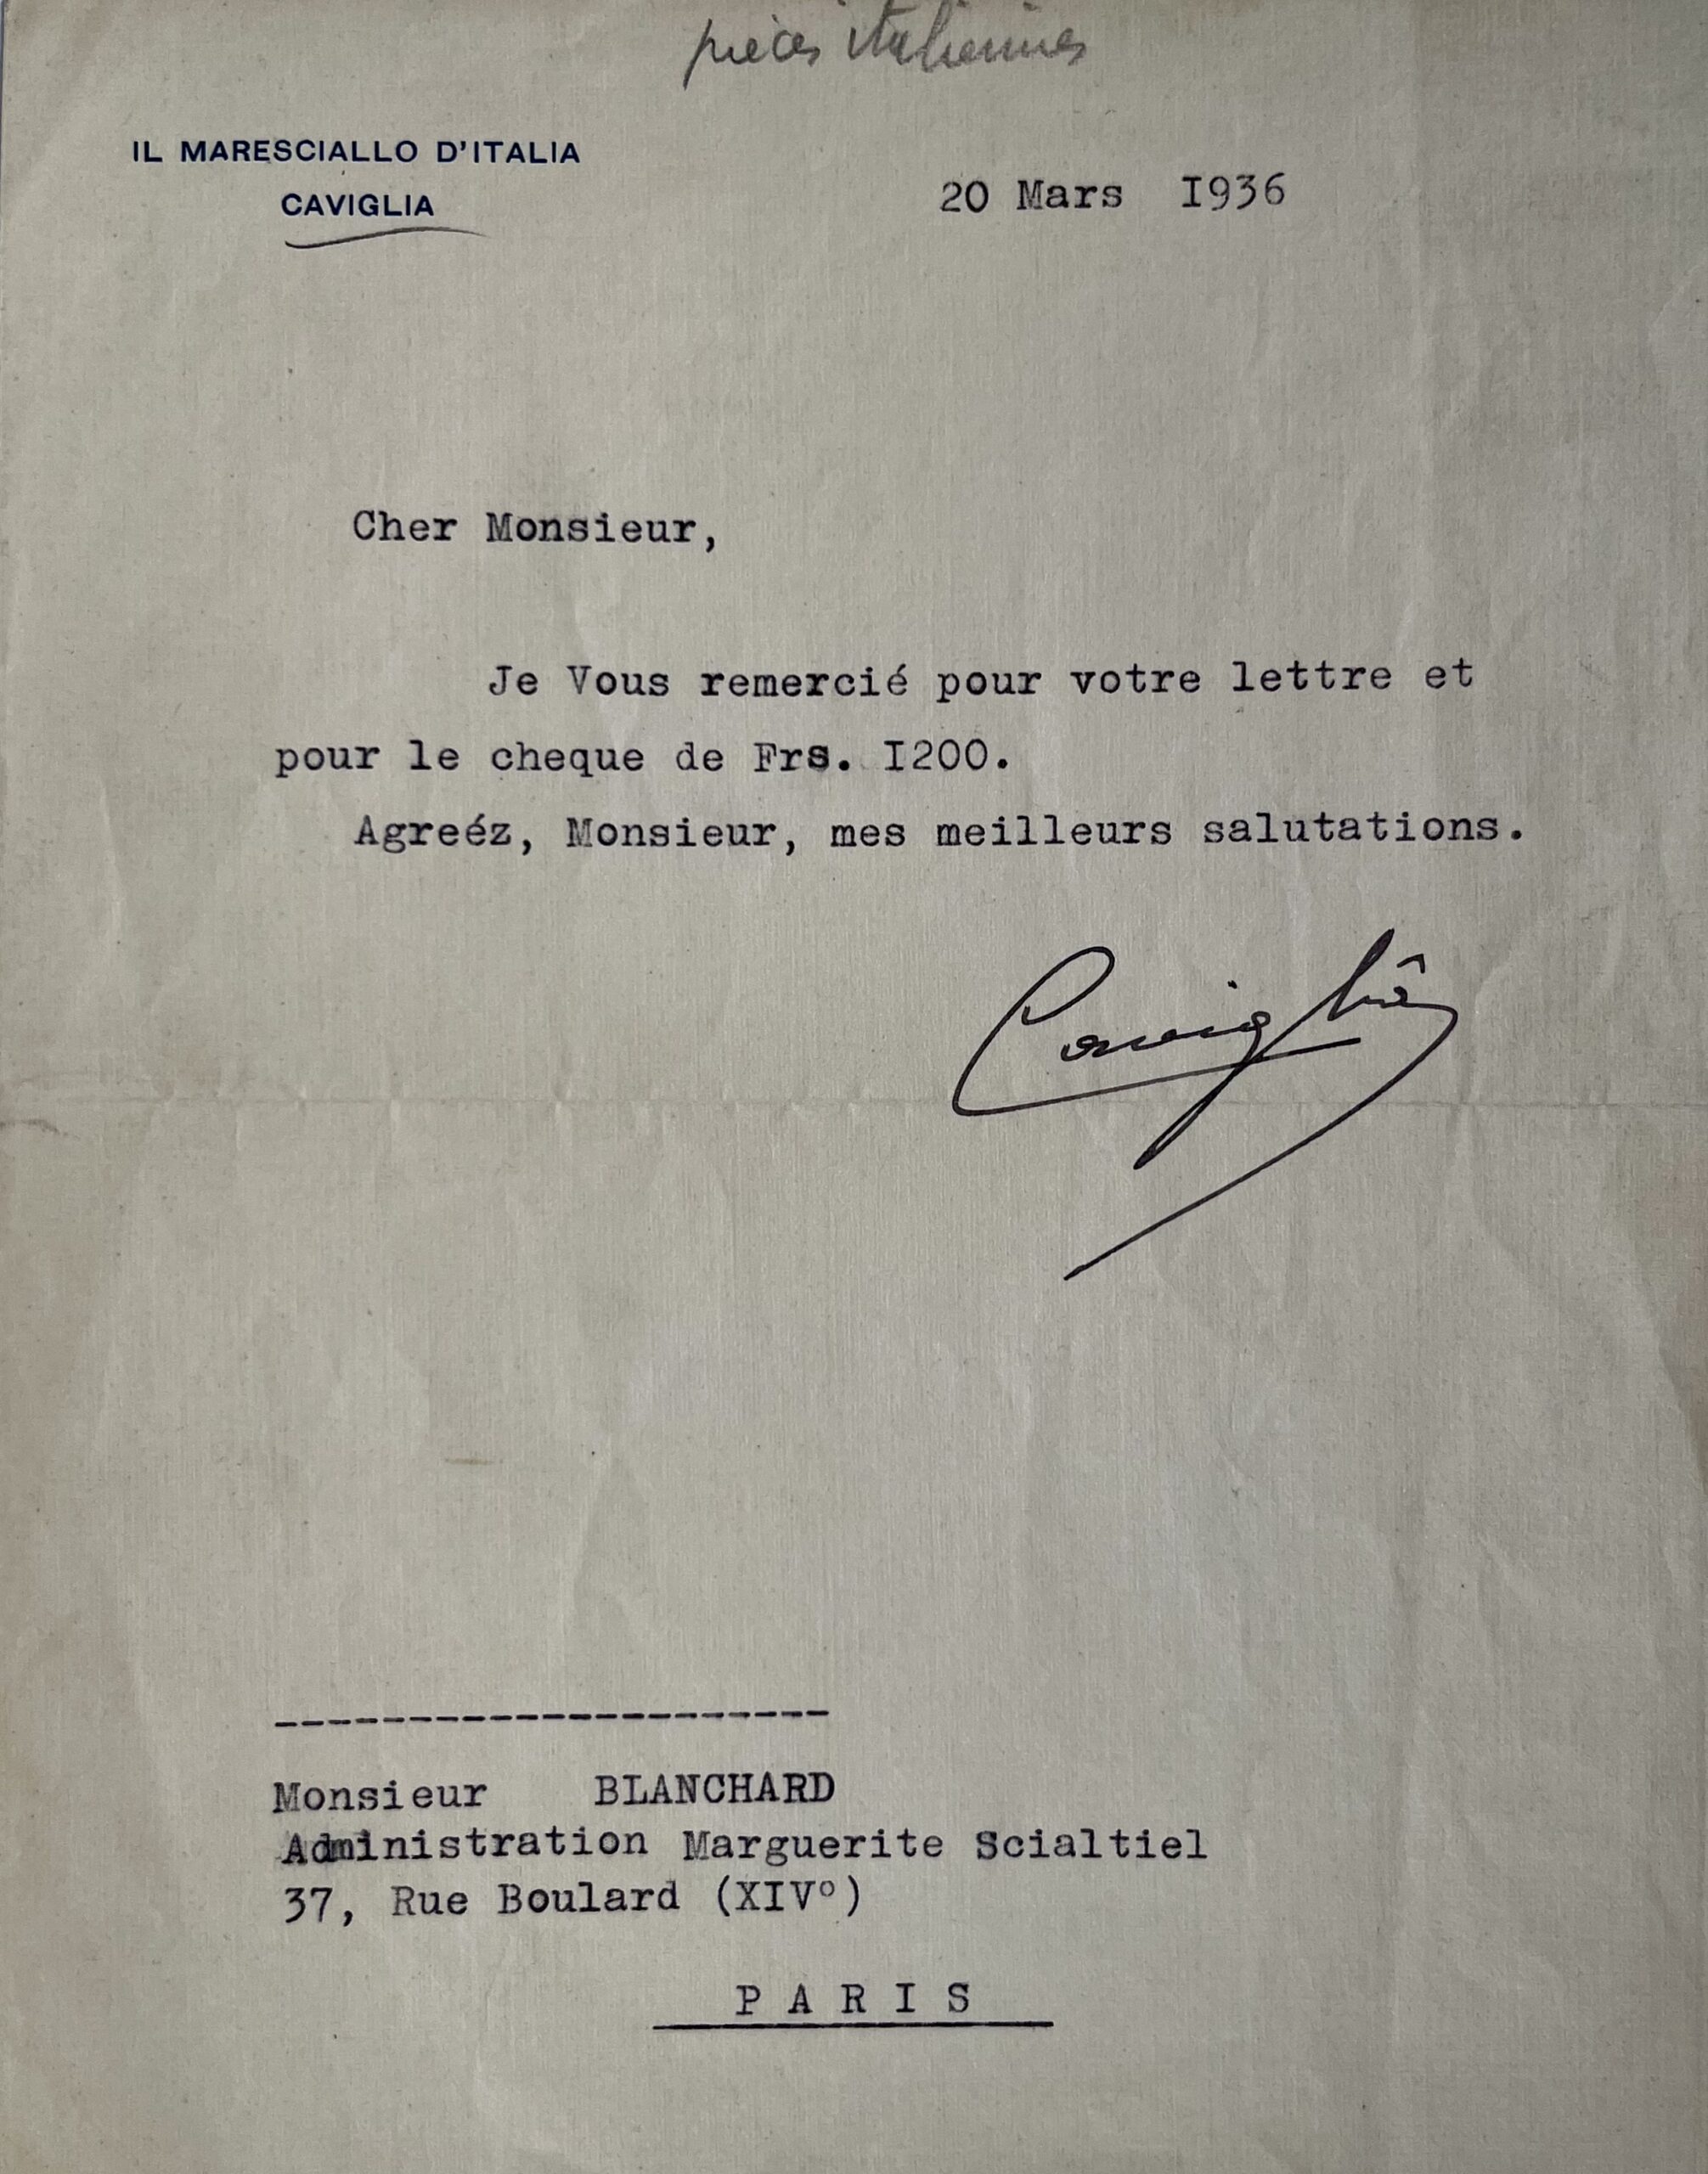 pièces italiennes
IL MARESCIALLO D'ITALIA
CAVIGLIA
20 Mars I936
Cher Monsieur,
Je Vous remercié pour votre lettre et
pour le cheque de Frs. I200.
Agreéz, Monsieur, mes meilleurs salutations.
Caviglia
-----------------------
Monsieur BLANCHARD
Administration Marguerite Scialtiel
37, Rue Boulard (XIVº)
P A R I S